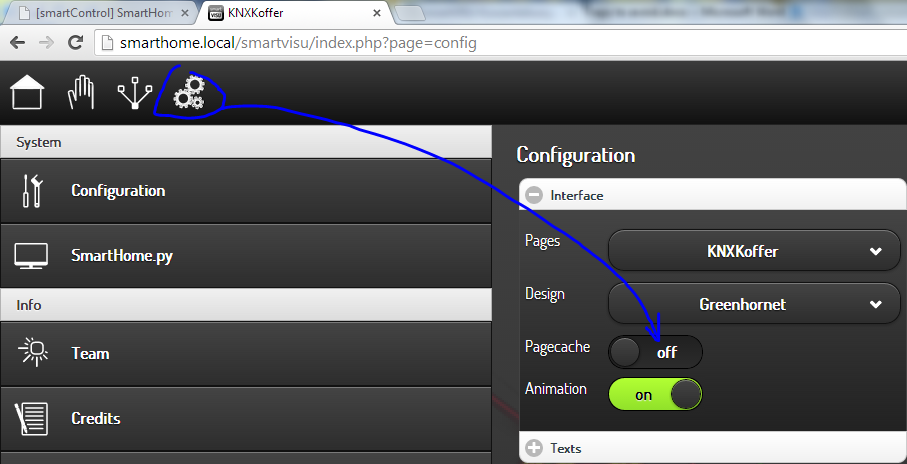 [smartControl] SmartHom
KNXKoffer
smarthome.local/smartvisu/index.php?page=config
System
Configuration
SmartHome.py
Info
Team
Credits
Configuration
Interface
Pages
KNXKoffer
Design
Greenhornet
Pagecache
off
Animation
on
Texts